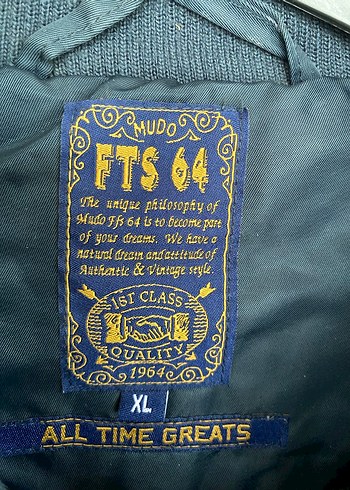 MUDO
FTS 64
The unique philosophy of
Mudo Ffs 64 is to become part
of your dreams. We have a
natural dream and attitude of
Authentic & Vintage style.
1ST CLASS
QUALITY
1964
XL
ALL TIME GREATS